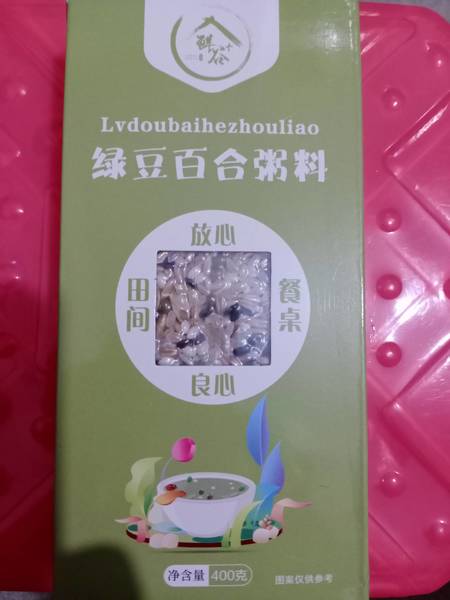 Lvdoubaihezhouliao
绿豆百合粥料
放心
田间
餐桌
良心
净含量 400克
图案仅供参考